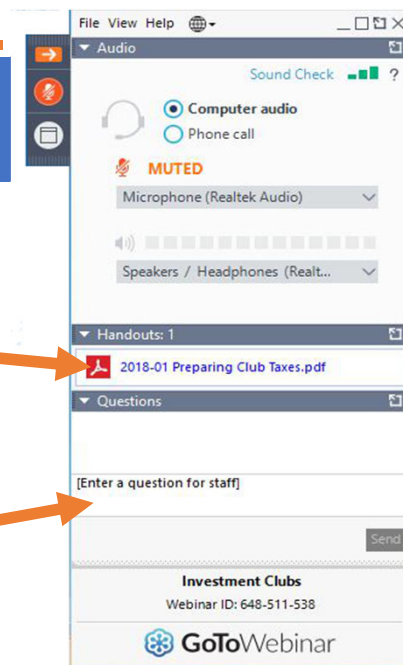 File View Help
Audio
Sound Check ?
Computer audio
Phone call
MUTED
Microphone (Realtek Audio)
Speakers / Headphones (Realt...
Handouts: 1
2018-01 Preparing Club Taxes.pdf
Questions
[Enter a question for staff]
Send
Investment Clubs
Webinar ID: 648-511-538
GoToWebinar